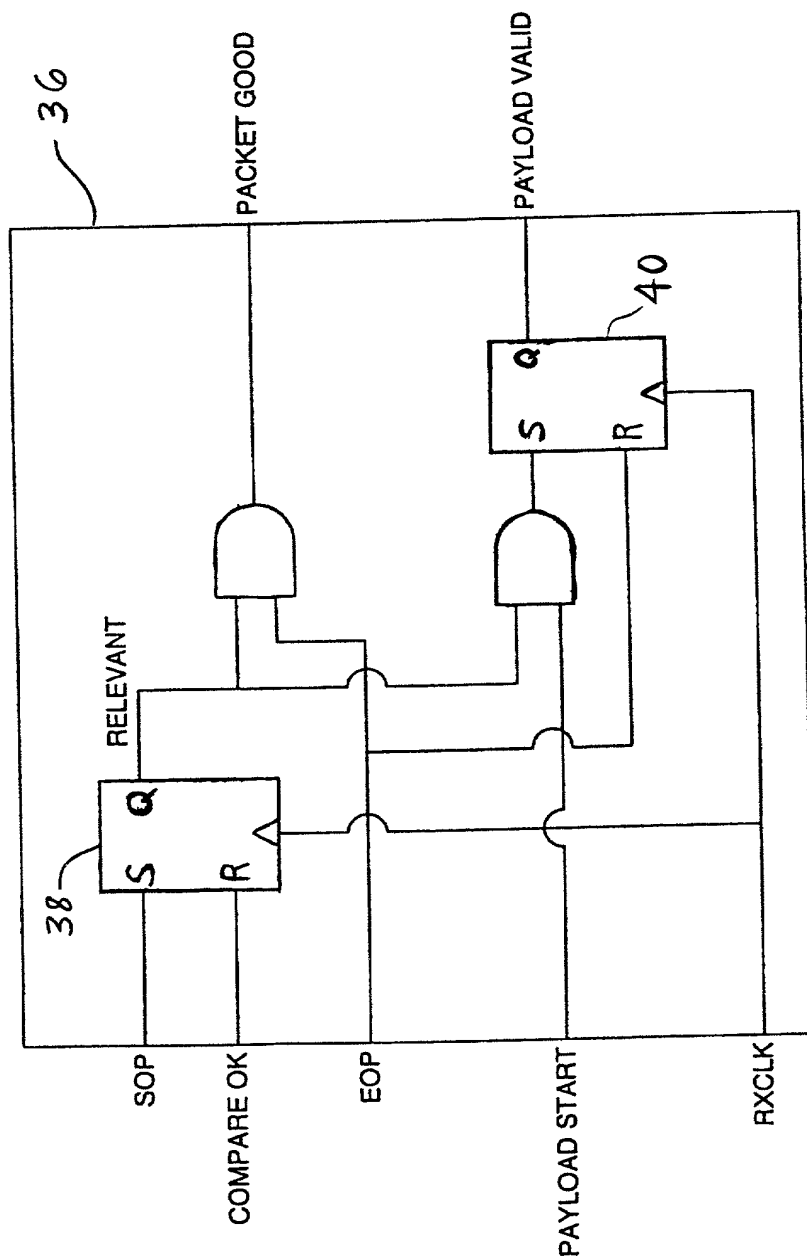 36
SOP
COMPARE OK
EOP
PAYLOAD START
RXCLK
38
S
R
Q
RELEVANT
S
R
Q
40
PACKET GOOD
PAYLOAD VALID